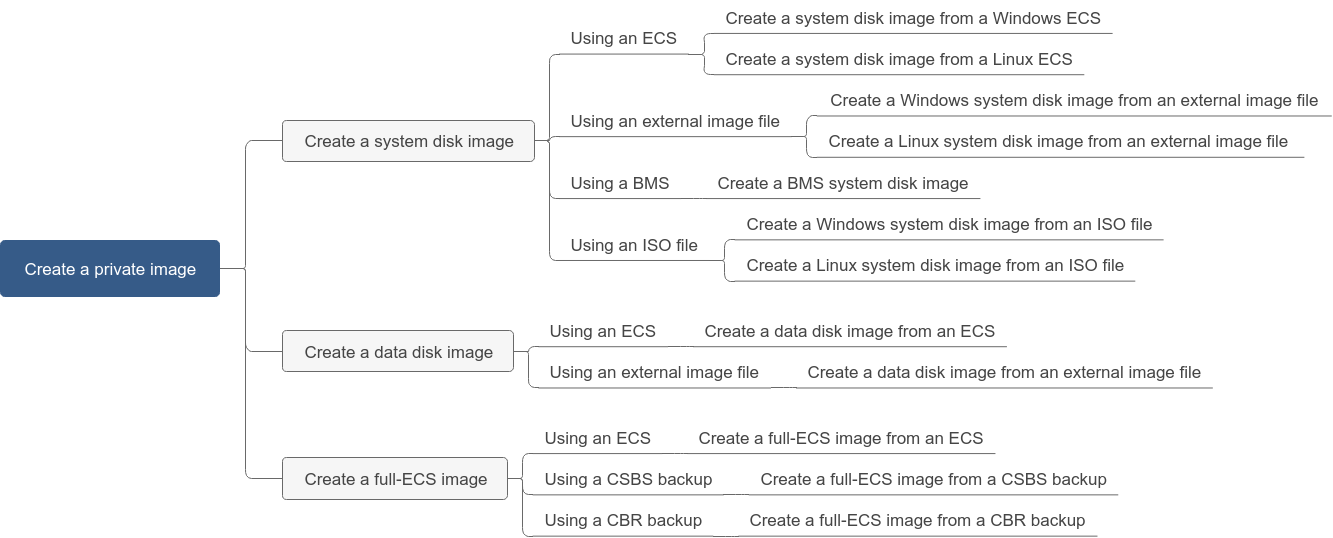 Create a private image
Create a system disk image
Using an ECS
Create a system disk image from a Windows ECS
Create a system disk image from a Linux ECS
Using an external image file
Create a Windows system disk image from an external image file
Create a Linux system disk image from an external image file
Using a BMS
Create a BMS system disk image
Using an ISO file
Create a Windows system disk image from an ISO file
Create a Linux system disk image from an ISO file
Create a data disk image
Using an ECS
Create a data disk image from an ECS
Using an external image file
Create a data disk image from an external image file
Create a full-ECS image
Using an ECS
Create a full-ECS image from an ECS
Using a CSBS backup
Create a full-ECS image from a CSBS backup
Using a CBR backup
Create a full-ECS image from a CBR backup